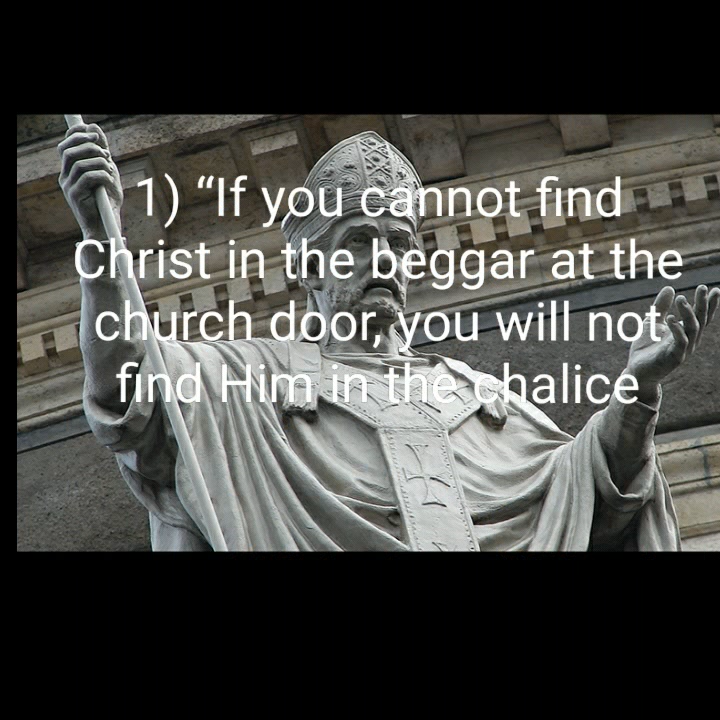 1) “If you cannot find
Christ in the beggar at the
church door, you will not
find Him in the chalice